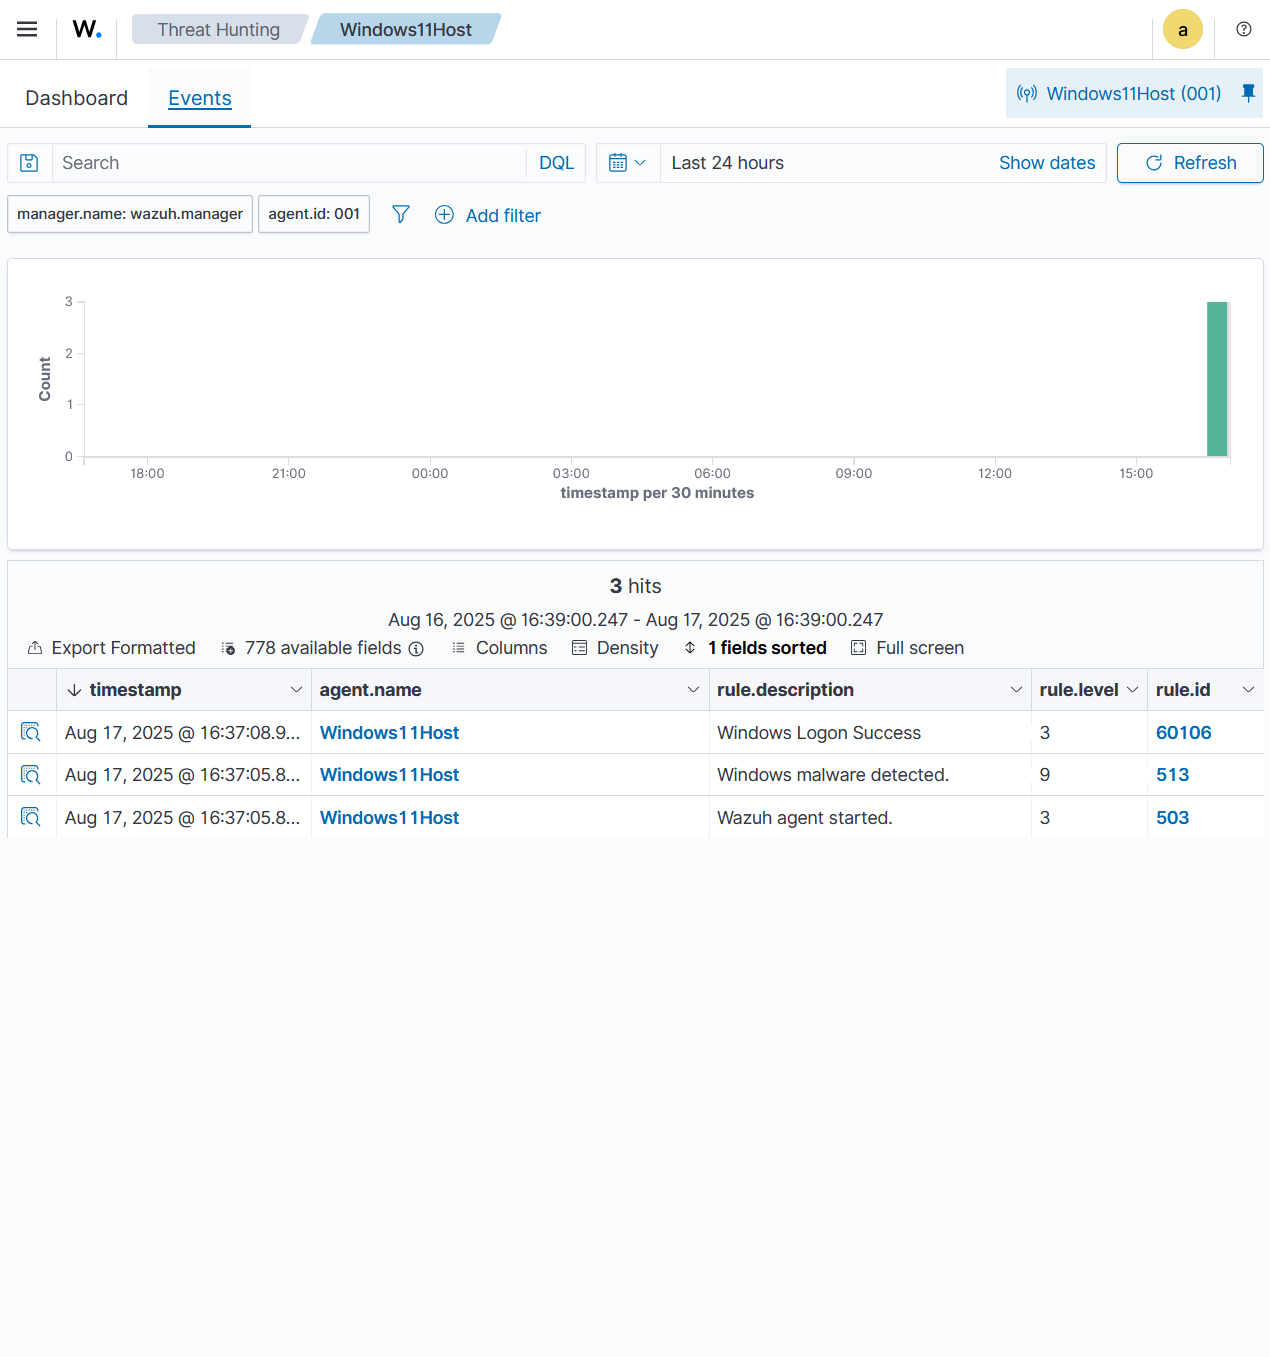 W. Threat Hunting Windows11Host a
Dashboard Events Windows11Host (001)
Search DQL Last 24 hours Show dates Refresh
manager.name: wazuh.manager agent.id: 001 Add filter
3
2
1
0
Count
18:00 21:00 00:00 03:00 06:00 09:00 12:00 15:00
timestamp per 30 minutes
3 hits
Aug 16, 2025 @ 16:39:00.247 - Aug 17, 2025 @ 16:39:00.247
Export Formatted 778 available fields Columns Density 1 fields sorted Full screen
timestamp agent.name rule.description rule.level rule.id
Aug 17, 2025 @ 16:37:08.9... Windows11Host Windows Logon Success 3 60106
Aug 17, 2025 @ 16:37:05.8... Windows11Host Windows malware detected. 9 513
Aug 17, 2025 @ 16:37:05.8... Windows11Host Wazuh agent started. 3 503